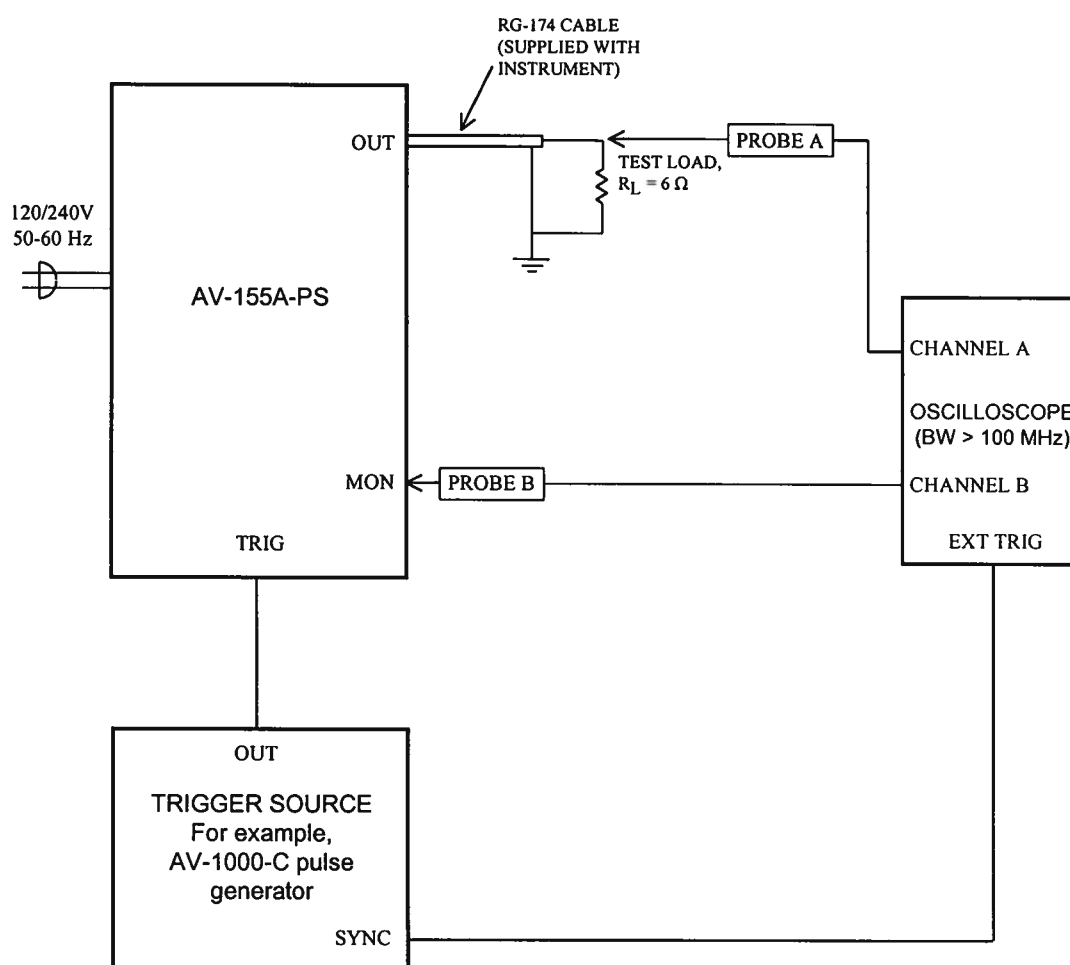 RG-174 CABLE
(SUPPLIED WITH
INSTRUMENT)
OUT
PROBE A
TEST LOAD,
R_L = 6 Ω
120/240V
50-60 Hz
AV-155A-PS
CHANNEL A
OSCILLOSCOPE
(BW > 100 MHz)
MON
PROBE B
CHANNEL B
TRIG
EXT TRIG
OUT
TRIGGER SOURCE
For example,
AV-1000-C pulse
generator
SYNC